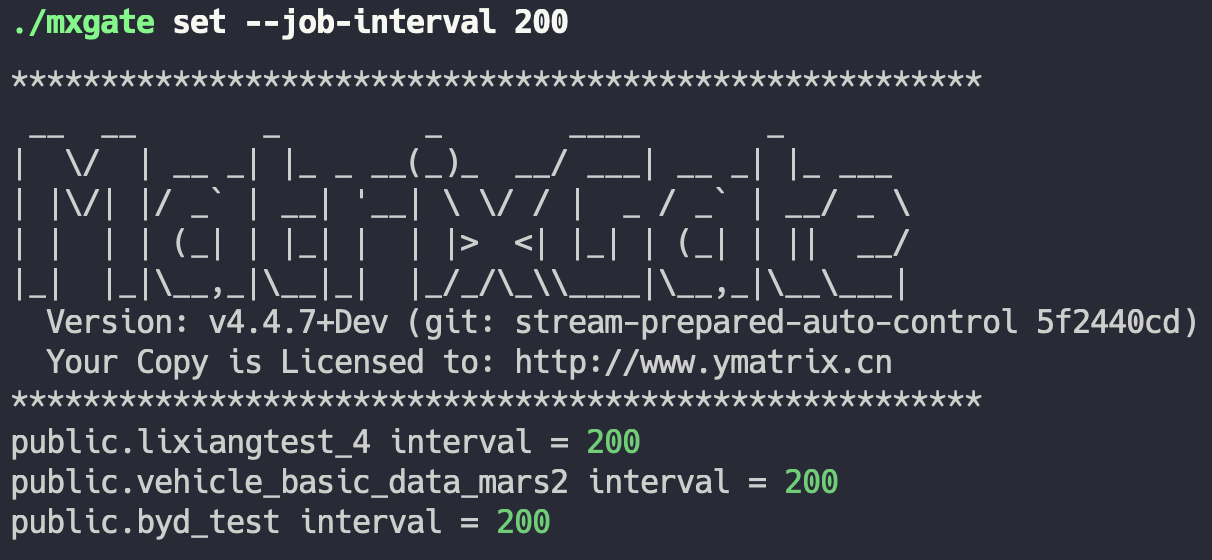 ./mxgate set --job-interval 200
******************************************************
 __  __       _        _       ____       _
|  \/  | __ _| |_ _ __(_)_  __/ ___| __ _| |_ ___
| |\/| |/ _` | __| '__| \ \/ / |  _ / _` | __/ _ \
| |  | | (_| | |_| |  | |>  <| |_| | (_| | ||  __/
|_|  |_|\__,_|\__|_|  |_/_/\_\\____|\__,_|\__\___|
  Version: v4.4.7+Dev (git: stream-prepared-auto-control 5f2440cd)
  Your Copy is Licensed to: http://www.ymatrix.cn
******************************************************
public.lixiangtest_4 interval = 200
public.vehicle_basic_data_mars2 interval = 200
public.byd_test interval = 200